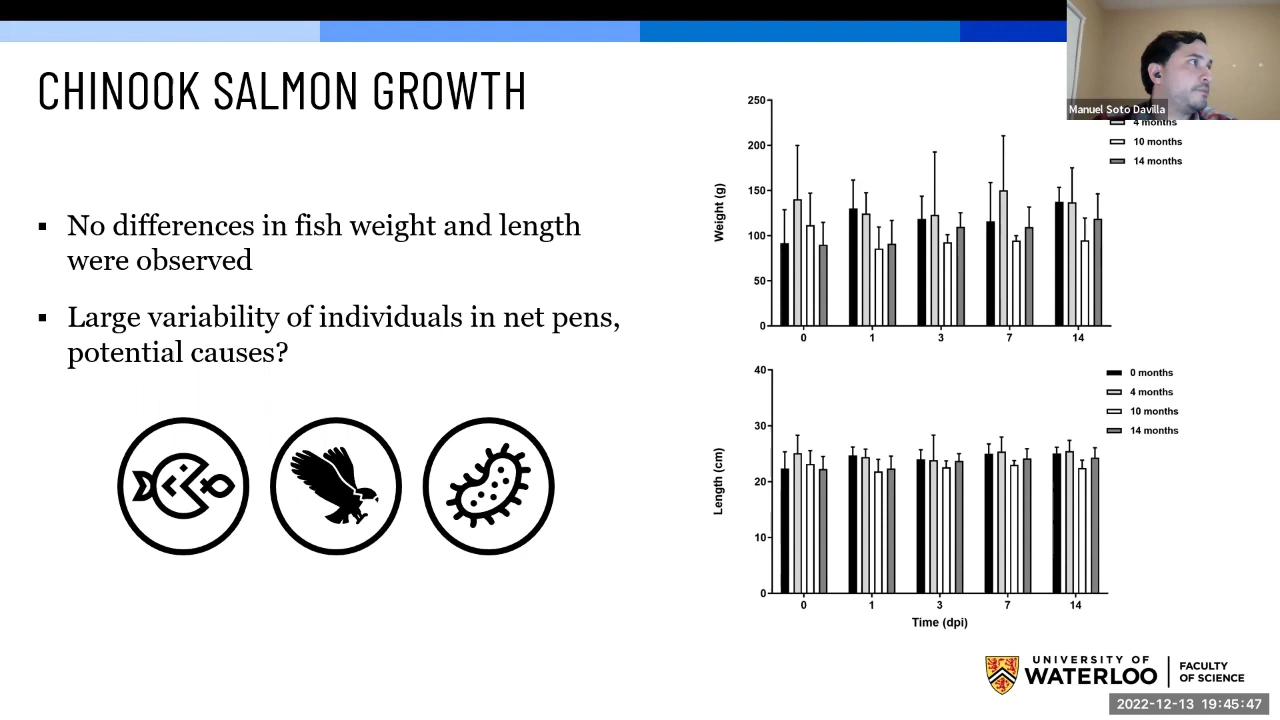 CHINOOK SALMON GROWTH
▪ No differences in fish weight and length
were observed
▪ Large variability of individuals in net pens,
potential causes?
Manuel Soto Davilla
250
200
150
100
50
0
Weight (g)
0 1 3 7 14
4 months
10 months
14 months
40
30
20
10
0
Length (cm)
0 1 3 7 14
Time (dpi)
0 months
4 months
10 months
14 months
UNIVERSITY OF
WATERLOO
FACULTY
OF SCIENCE
2022-12-13 19:45:47